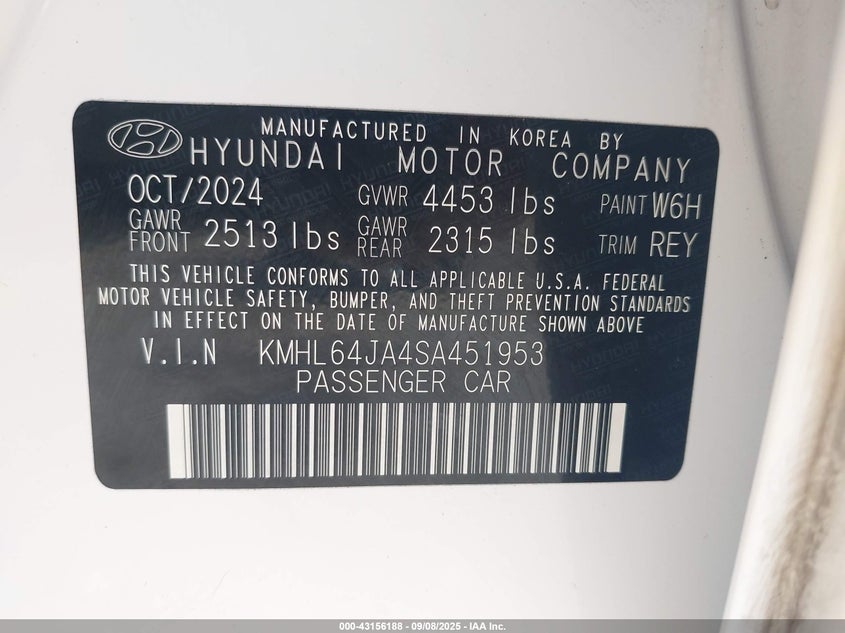 MANUFACTURED IN KOREA BY
HYUNDAI MOTOR COMPANY
OCT/2024 GVWR 4453 lbs PAINT W6H
GAWR FRONT 2513 lbs GAWR REAR 2315 lbs TRIM REY
THIS VEHICLE CONFORMS TO ALL APPLICABLE U.S.A. FEDERAL
MOTOR VEHICLE SAFETY, BUMPER, AND THEFT PREVENTION STANDARDS
IN EFFECT ON THE DATE OF MANUFACTURE SHOWN ABOVE
V.I.N KMHL64JA4SA451953
PASSENGER CAR
000-43156188 - 09/08/2025 - IAA Inc.